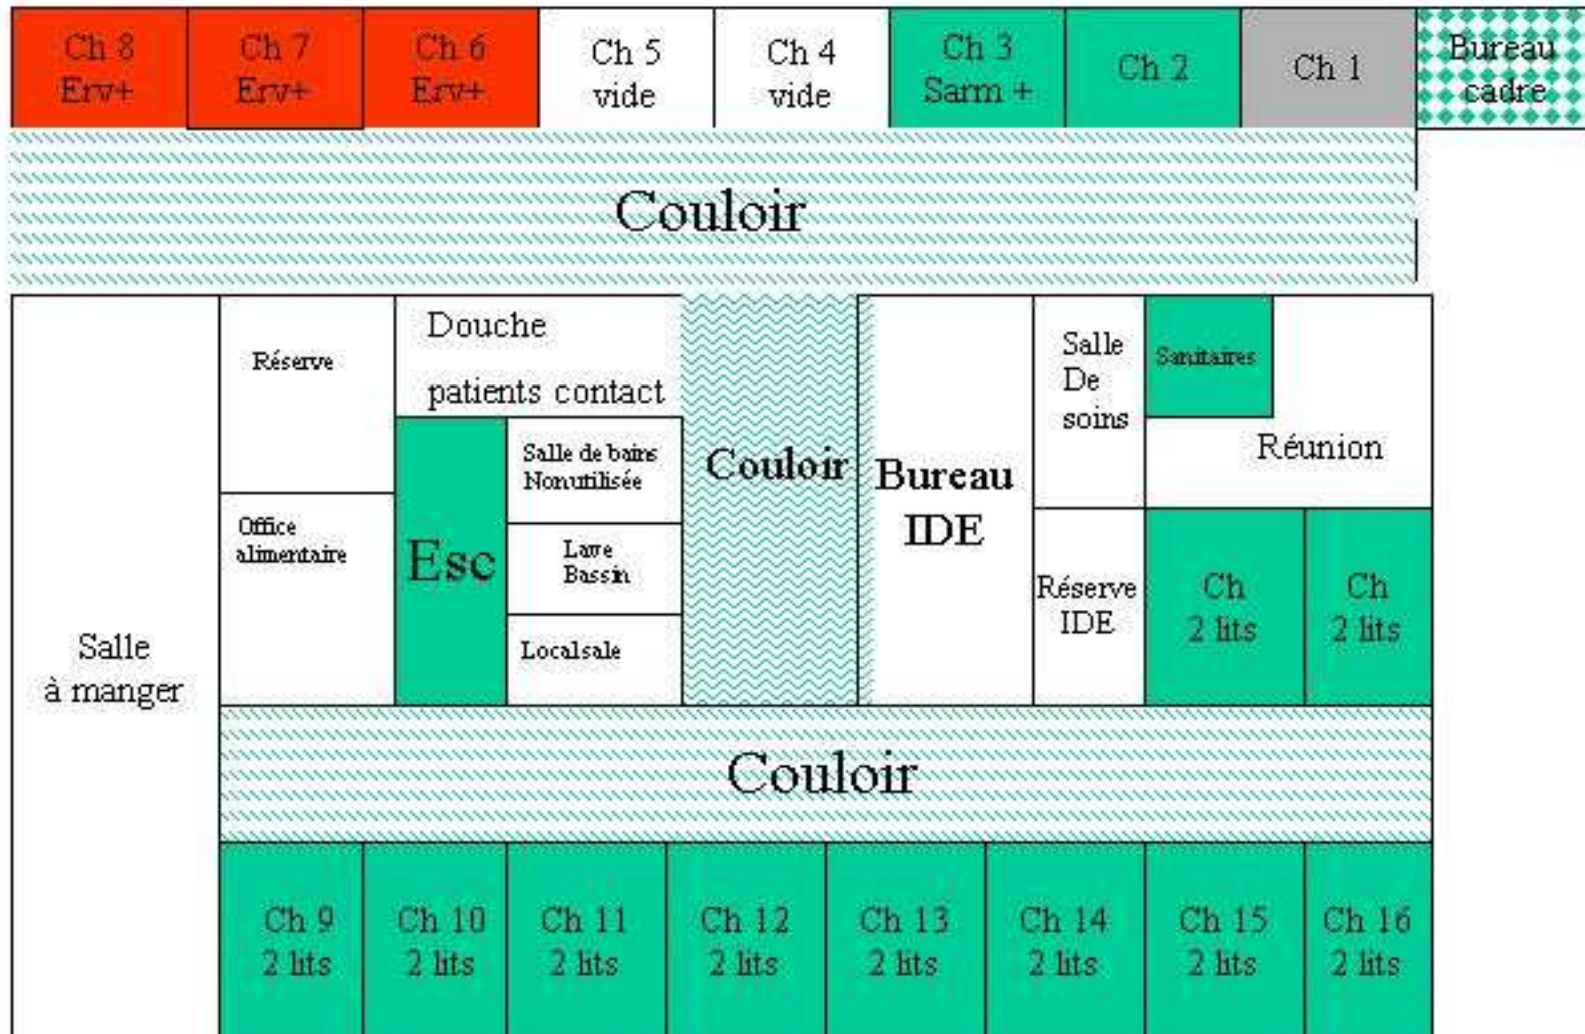 Ch 8
Erv+
Ch 7
Erv+
Ch 6
Erv+
Ch 5
vide
Ch 4
vide
Ch 3
Sarm +
Ch 2
Ch 1
Bureau
cadre
Couloir
Salle
à manger
Réserve
Office
alimentaire
Douche
patients contact
Esc
Salle de bains
Non utilisée
Lave
Bassin
Local sale
Couloir
Bureau
IDE
Salle
De
soins
Sanitaires
Réunion
Réserve
IDE
Ch
2 lits
Ch
2 lits
Couloir
Ch 9
2 lits
Ch 10
2 lits
Ch 11
2 lits
Ch 12
2 lits
Ch 13
2 lits
Ch 14
2 lits
Ch 15
2 lits
Ch 16
2 lits